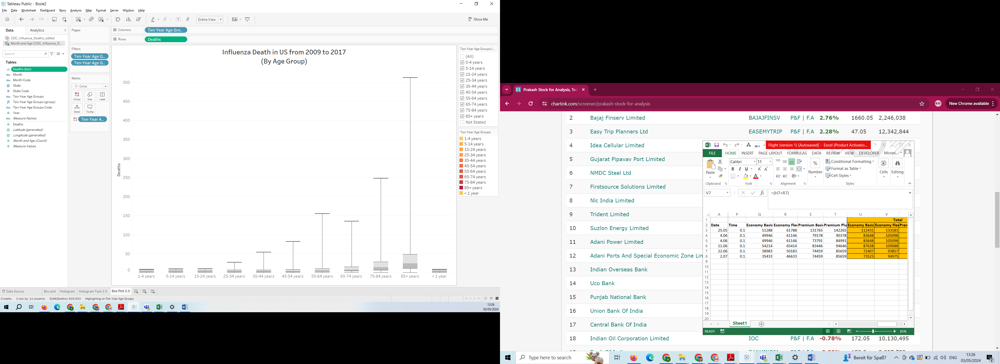 Tableau Public - Book2
File Data Worksheet Dashboard Story Analysis Map Format Server Window Help
Entire View
Show Me
Data Analytics
CDC_Influenza_Deaths_edited
Month and Age (CDC_Influenza_D...
Search
Tables
Deaths (bin)
Abc Month
Abc Month Code
State
# State Code
Abc Ten-Year Age Groups
Ten-Year Age Groups (group)
Abc Ten-Year Age Groups Code
# Year
Abc Measure Names
# Deaths
Latitude (generated)
Longitude (generated)
# Month and Age (Count)
# Measure Values
Pages
Filters
Ten-Year Age G..
Ten-Year Age G..
Marks
Circle
Colour Size Label
Detail Tooltip
Ten-Year A..
Columns Ten-Year Age Gro..
Rows Deaths
Influenza Death in US from 2009 to 2017
(By Age Group)
Deaths
500
450
400
350
300
250
200
150
100
50
0
1-4 years 5-14 years 15-24 years 25-34 years 35-44 years 45-54 years 55-64 years 65-74 years 75-84 years 85+ years < 1 year
Ten-Year Age Groups (...
(All)
0-4 years
5-14 years
15-24 years
25-34 years
35-44 years
45-54 years
55-64 years
65-74 years
75-84 years
85+ years
Not Stated
Ten-Year Age Groups
1-4 years
5-14 years
15-24 years
25-34 years
35-44 years
45-54 years
55-64 years
65-74 years
75-84 years
85+ years
< 1 year
Data Source Box plot Histogram Histogram Task 2.5 Box Plot 2.5
0 marks 1 row by 11 columns SUM(Deaths): 634,503 Highlighting on Ten-Year Age Groups
13:26
03/05/2024
Ci Prakash Stock for Analysis, Tec
chartink.com/screener/prakash-stock-for-analysis
New Chrome available
2 Bajaj Finserv Limited BAJAJFINSV P&F | F.A 2.76% 1660.05 2,246,038
3 Easy Trip Planners Ltd EASEMYTRIP P&F | F.A 2.28% 47.05 12,342,844
4 Idea Cellular Limited
5 Gujarat Pipavav Port Limited
6 NMDC Steel Ltd
7 Firstsource Solutions Limited
8 Nlc India Limited
9 Trident Limited
10 Suzlon Energy Limited
11 Adani Power Limited
12 Adani Ports And Special Economic Zone Lim
13 Indian Overseas Bank
14 Uco Bank
15 Punjab National Bank
16 Union Bank Of India
17 Central Bank Of India
18 Indian Oil Corporation Limited IOC P&F | F.A -0.78% 172.05 10,130,495
Flight (version 1) [Autosaved] - Excel (Product Activatio...
FILE HOME INSERT PAGE LAYOUT FORMULAS DATA REVIEW VIEW DEVELOPER Micros...
Paste
Calibri 11
B I U
% Number
Conditional Formatting
Format as Table
Cell Styles
Cells Editing
Clipboard Font Alignment Styles
V7 fx =(H7+R7)
A P Q R S T U V
1 Total
2 Date Time Economy Basic Economy Flex Premium Basi Premium Plu Economy Basic Economy Flex Prem
3 25.05 0.1 51288 61788 131765 142265 112431 133181
4 4.06 0.1 49946 61146 79178 90378 83648 105098
5 4.06 0.1 49946 61146 73791 84991 83648 105098
6 11.06 0.1 54214 65414 83446 94646 87638 109088
7 22.06 0.1 38983 50183 74459 85659 72407 93857
8 2.07 0.1 35433 46633 74459 85659 73525 94975
9
10
11
12
13
14
15
16
17
18
19
20
Sheet1
READY 85%
Type here to search
Bereit für Spaß?
ENG
13:26
03/05/2024
2